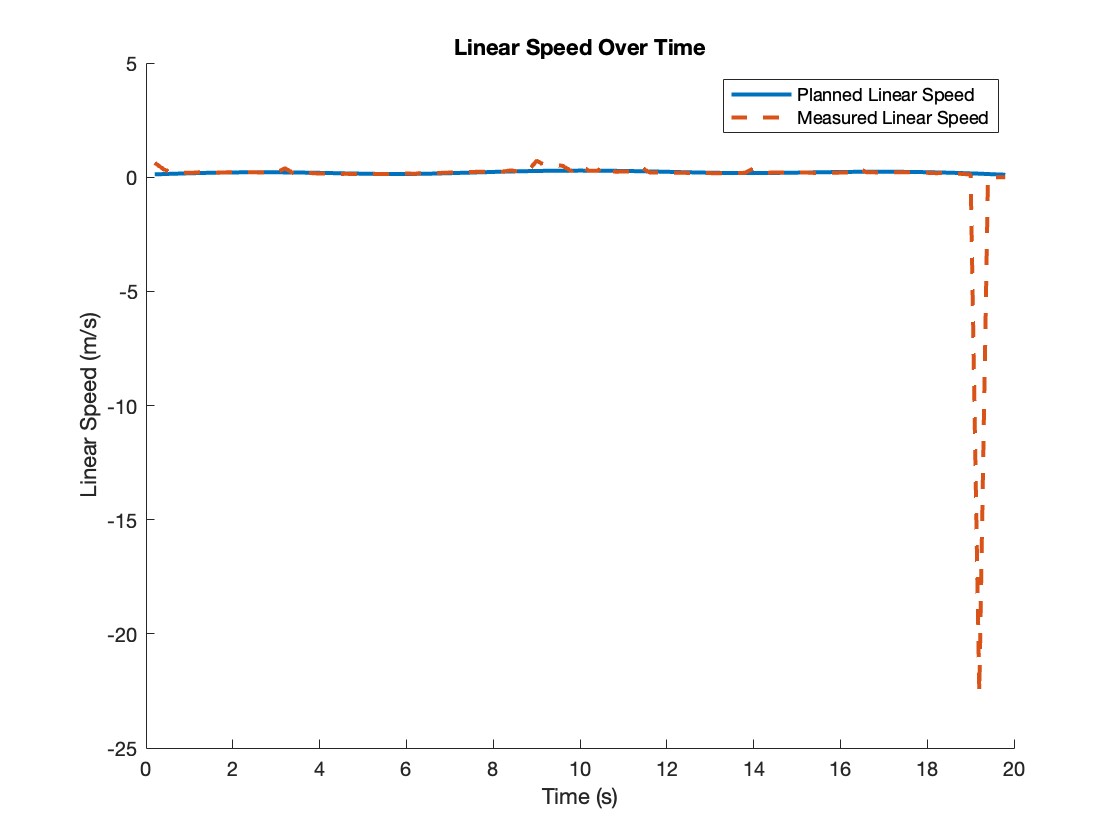 Linear Speed Over Time
Planned Linear Speed
Measured Linear Speed
5
0
-5
-10
-15
-20
-25
Linear Speed (m/s)
0 2 4 6 8 10 12 14 16 18 20
Time (s)